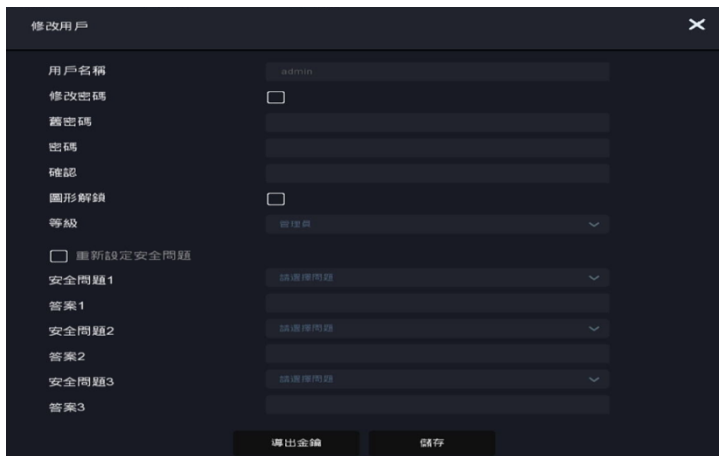 修改用戶
用戶名稱 admin
修改密碼
舊密碼
密碼
確認
圖形解鎖
等級 管理員
重新設定安全問題
安全問題1 請選擇問題
答案1
安全問題2 請選擇問題
答案2
安全問題3 請選擇問題
答案3
導出金鑰 儲存